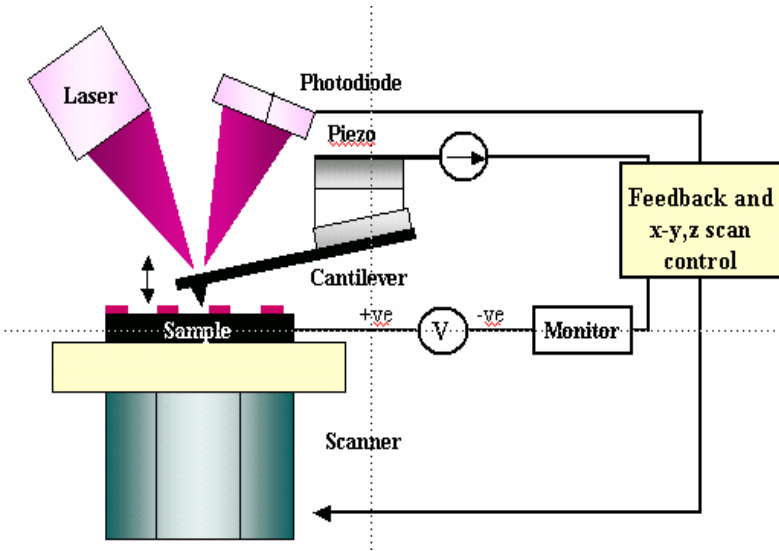 Laser
Photodiode
Piezo
Feedback and
x-y,z scan
control
Cantilever
+ve
-ve
Sample
V
Monitor
Scanner